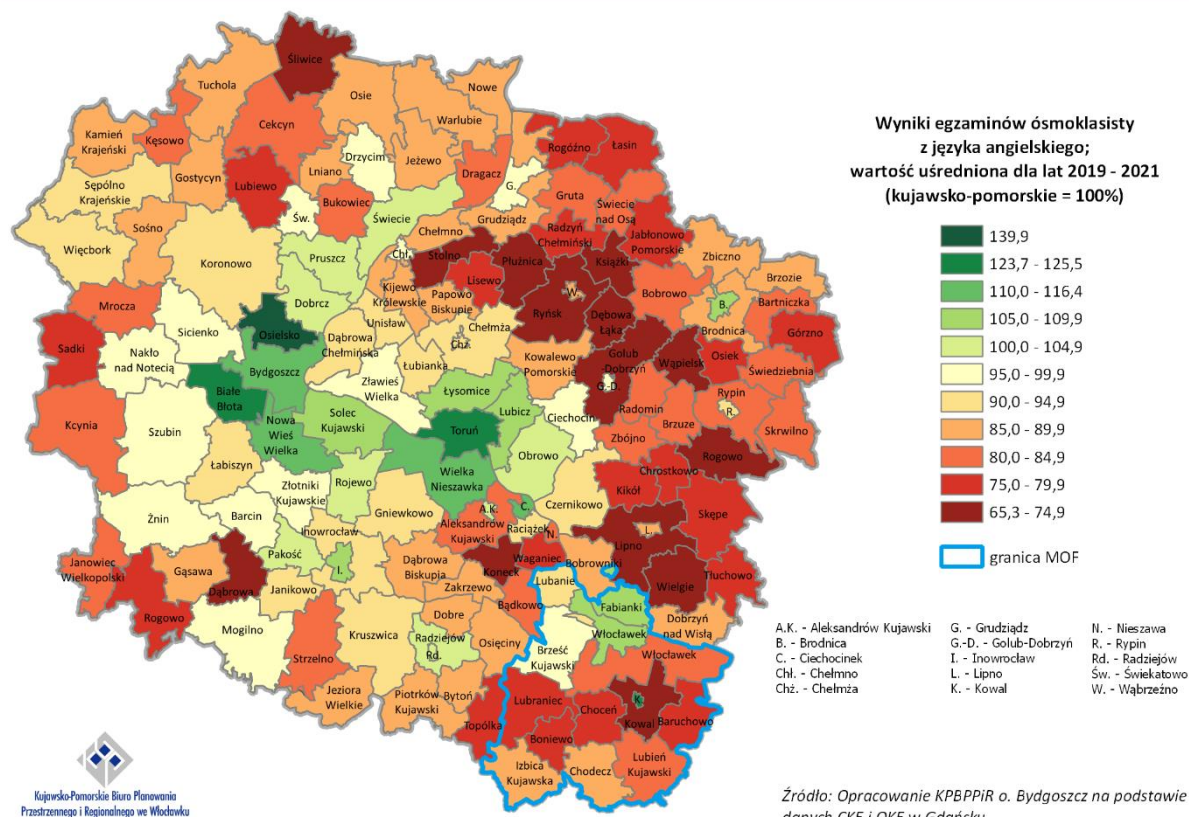 Śliwice
Tuchola
Osie
Nowe
Warlubie
Kamień
Krajeński
Kęsowo
Cekcyn
Drzycim
Jeżewo
Rogóźno
Łasin
Gostycyn
Lubiewo
Lniano
Dragacz
G.
Sępólno
Krajeńskie
Św.
Bukowiec
Świecie
Gruta
Świecie
nad Osą
Sośno
Chełmno
Grudziądz
Radzyń
Chełmiński
Jabłonowo
Pomorskie
Więcbork
Koronowo
Pruszcz
Chł.
Stolno
Płużnica
Książki
Zbiczno
Brzozie
Mrocza
Dobrcz
Kijewo
Królewskie
Lisewo
Papowo
Biskupie
W.
Bobrowo
B.
Bartniczka
Sicienko
Osielsko
Unisław
Chełmża
Ryńsk
Dębowa
Łąka
Brodnica
Górzno
Sadki
Nakło
nad Notecią
Dąbrowa
Chełmińska
Chż.
Golub
Dobrzyń
Wąpielsk
Osiek
Świedziebnia
Bydgoszcz
Łubianka
Kowalewo
Pomorskie
G.-D.
Zławieś
Wielka
Łysomice
Rypin
R.
Białe
Błota
Kcynia
Szubin
Solec
Kujawski
Toruń
Lubicz
Ciechocin
Radomin
Brzuze
Skrwilno
Nowa
Wieś
Wielka
Zbójno
Łabiszyn
Obrowo
Rogowo
Wielka
Nieszawka
Chrostkowo
Złotniki
Kujawskie
Rojewo
Kikół
Skępe
Gniewkowo
A.K.
C.
Czernikowo
Żnin
Barcin
Inowrocław
Aleksandrów
Kujawski
Raciążek
N.
L.
Pakość
I.
Dąbrowa
Biskupia
Koneck
Waganiec
Bobrowniki
Lipno
Janowiec
Wielkopolski
Gąsawa
Dąbrowa
Janikowo
Zakrzewo
Lubanie
Wielgie
Tłuchowo
Rogowo
Mogilno
Kruszwica
Dobre
Bądkowo
Fabianki
Dobrzyń
nad Wisłą
Strzelno
Radziejów
Rd.
Osięciny
Brześć
Kujawski
Włocławek
Włocławek
Jeziora
Wielkie
Piotrków
Kujawski
Bytoń
Topólka
Lubraniec
Choceń
K.
Kowal
Baruchowo
Boniewo
Izbica
Kujawska
Chodecz
Lubień
Kujawski
Wyniki egzaminów ósmoklasisty
z języka angielskiego;
wartość uśredniona dla lat 2019 - 2021
(kujawsko-pomorskie = 100%)
139,9
123,7 - 125,5
110,0 - 116,4
105,0 - 109,9
100,0 - 104,9
95,0 - 99,9
90,0 - 94,9
85,0 - 89,9
80,0 - 84,9
75,0 - 79,9
65,3 - 74,9
granica MOF
A.K. - Aleksandrów Kujawski
B. - Brodnica
C. - Ciechocinek
Chł. - Chełmno
Chż. - Chełmża
G. - Grudziądz
G.-D. - Golub-Dobrzyń
I. - Inowrocław
L. - Lipno
K. - Kowal
N. - Nieszawa
R. - Rypin
Rd. - Radziejów
Św. - Świekatowo
W. - Wąbrzeźno
Kujawsko-Pomorskie Biuro Planowania
Przestrzennego i Regionalnego we Włocławku
Źródło: Opracowanie KPBPPiR o. Bydgoszcz na podstawie
danych CKE i OKE w Gdańsku